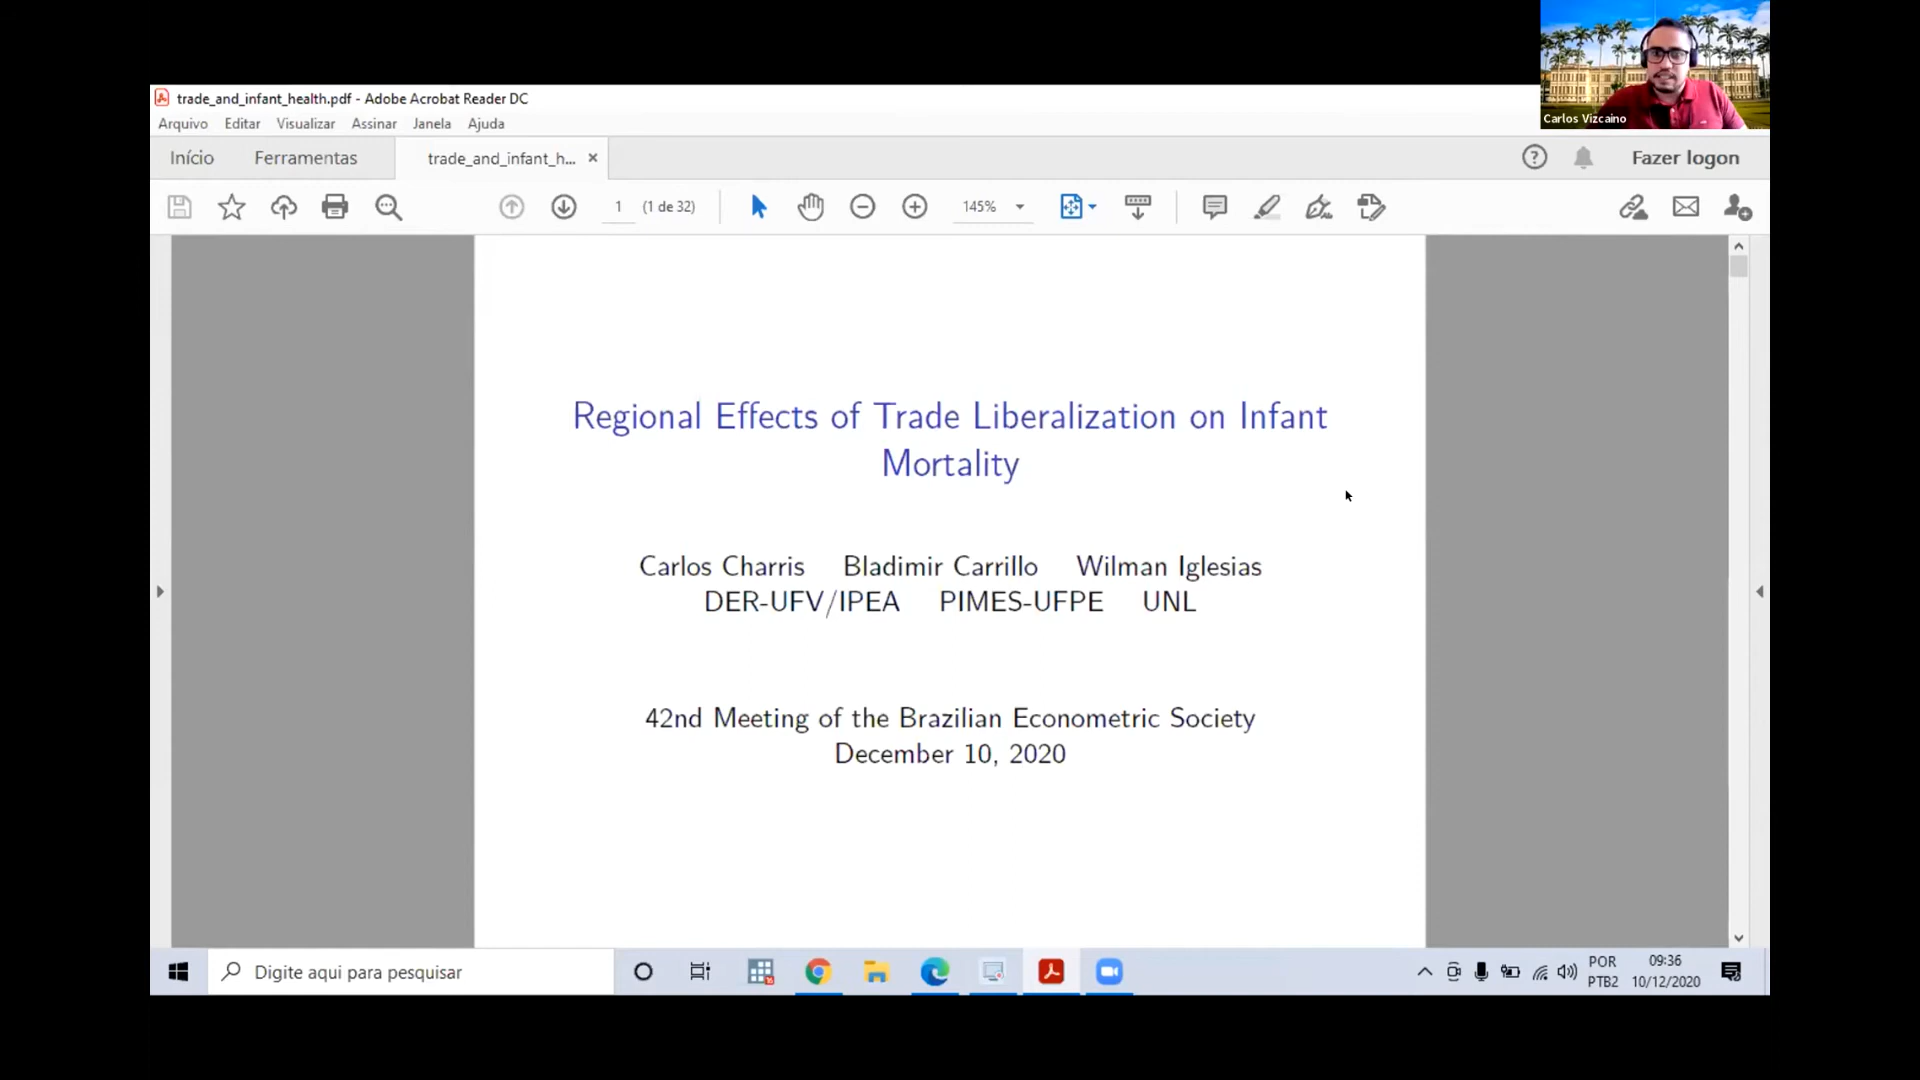 Carlos Vizcaino
trade_and_infant_health.pdf - Adobe Acrobat Reader DC
Arquivo Editar Visualizar Assinar Janela Ajuda
Início Ferramentas trade_and_infant_h... × Fazer logon
1 (1 de 32) 145%
Regional Effects of Trade Liberalization on Infant
Mortality
Carlos Charris Bladimir Carrillo Wilman Iglesias
DER-UFV/IPEA PIMES-UFPE UNL
42nd Meeting of the Brazilian Econometric Society
December 10, 2020
Digite aqui para pesquisar
POR 09:36
PTB2 10/12/2020